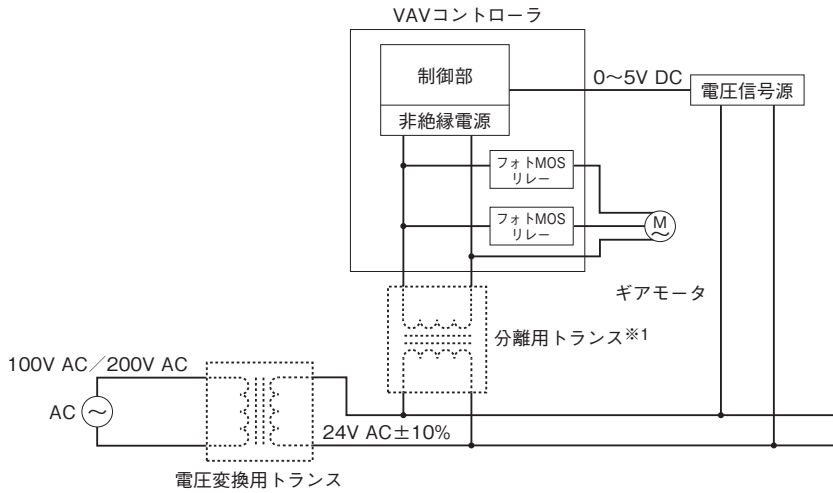 VAVコントローラ
制御部
0～5V DC
電圧信号源
非絶縁電源
フォトMOS
リレー
フォトMOS
リレー
M
ギアモータ
分離用トランス※1
100V AC／200V AC
AC
24V AC±10%
電圧変換用トランス